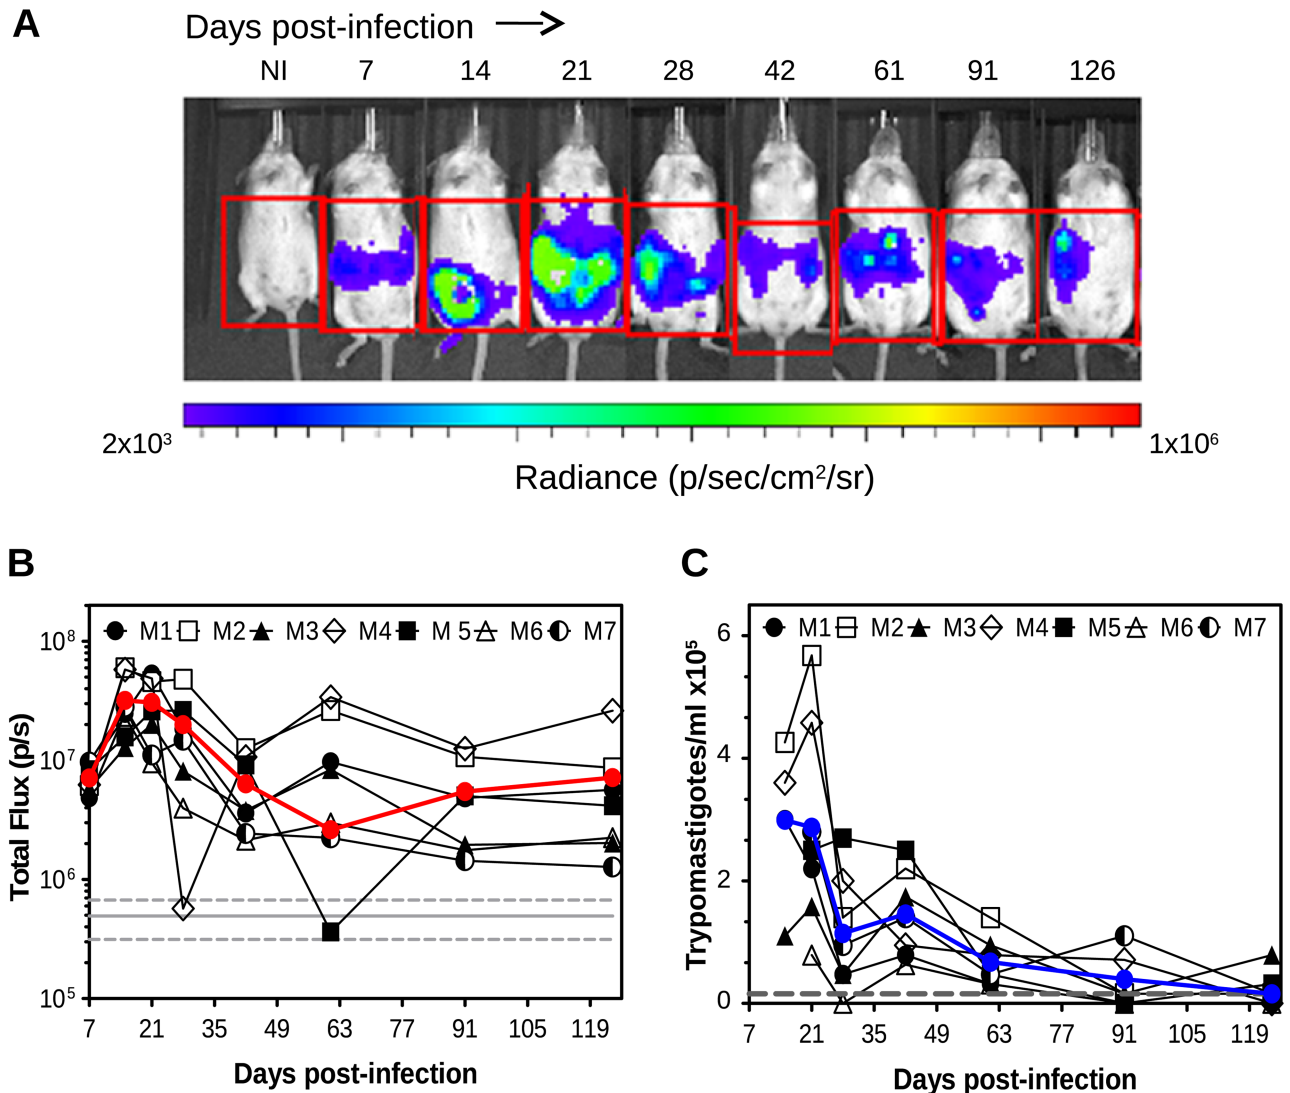 A
Days post-infection
NI 7 14 21 28 42 61 91 126
2x10³ 1x10⁶
Radiance (p/sec/cm²/sr)
B
M1 M2 M3 M4 M 5 M6 M7
10⁸
10⁷
10⁶
10⁵
Total Flux (p/s)
7 21 35 49 63 77 91 105 119
Days post-infection
C
M1 M2 M3 M4 M5 M6 M7
6
4
2
0
Trypomastigotes/ml x10⁵
7 21 35 49 63 77 91 105 119
Days post-infection